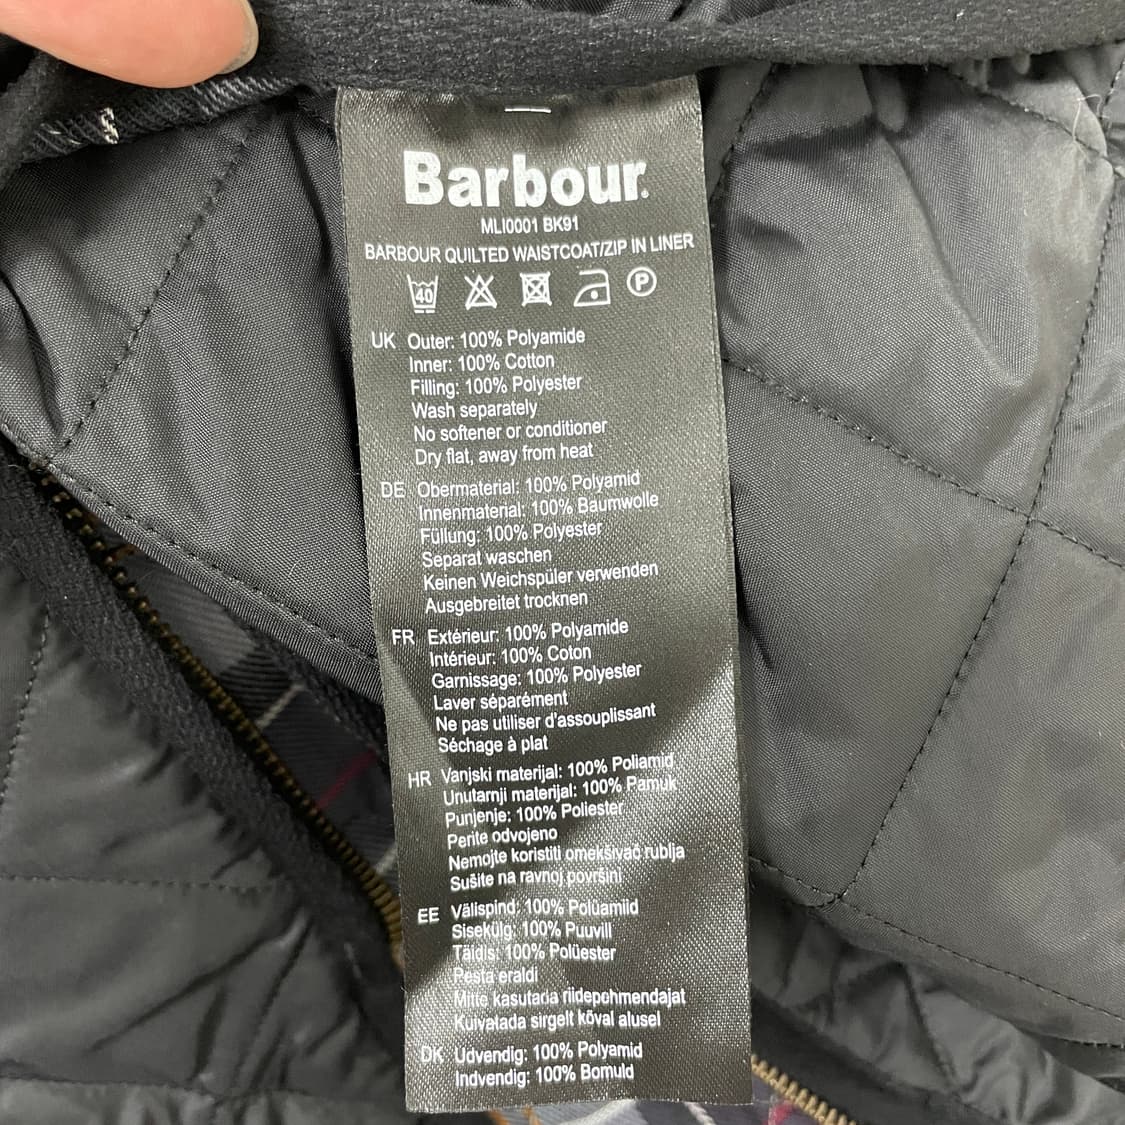 Barbour.
MLI0001 BK91
BARBOUR QUILTED WAISTCOAT/ZIP IN LINER
40 P
UK Outer: 100% Polyamide
Inner: 100% Cotton
Filling: 100% Polyester
Wash separately
No softener or conditioner
Dry flat, away from heat
DE Obermaterial: 100% Polyamid
Innenmaterial: 100% Baumwolle
Füllung: 100% Polyester
Separat waschen
Keinen Weichspüler verwenden
Ausgebreitet trocknen
FR Extérieur: 100% Polyamide
Intérieur: 100% Coton
Garnissage: 100% Polyester
Laver séparément
Ne pas utiliser d'assouplissant
Séchage à plat
HR Vanjski materijal: 100% Poliamid
Unutarnji materijal: 100% Pamuk
Punjenje: 100% Poliester
Perite odvojeno
Nemojte koristiti omekšivač rublja
Sušite na ravnoj površini
EE Välispind: 100% Polüamiid
Sisekülg: 100% Puuvill
Täidis: 100% Polüester
Pesta eraldi
Mitte kasutada riidepehmendajat
Kuivatada sirgelt kõval alusel
DK Udvendig: 100% Polyamid
Indvendig: 100% Bomuld